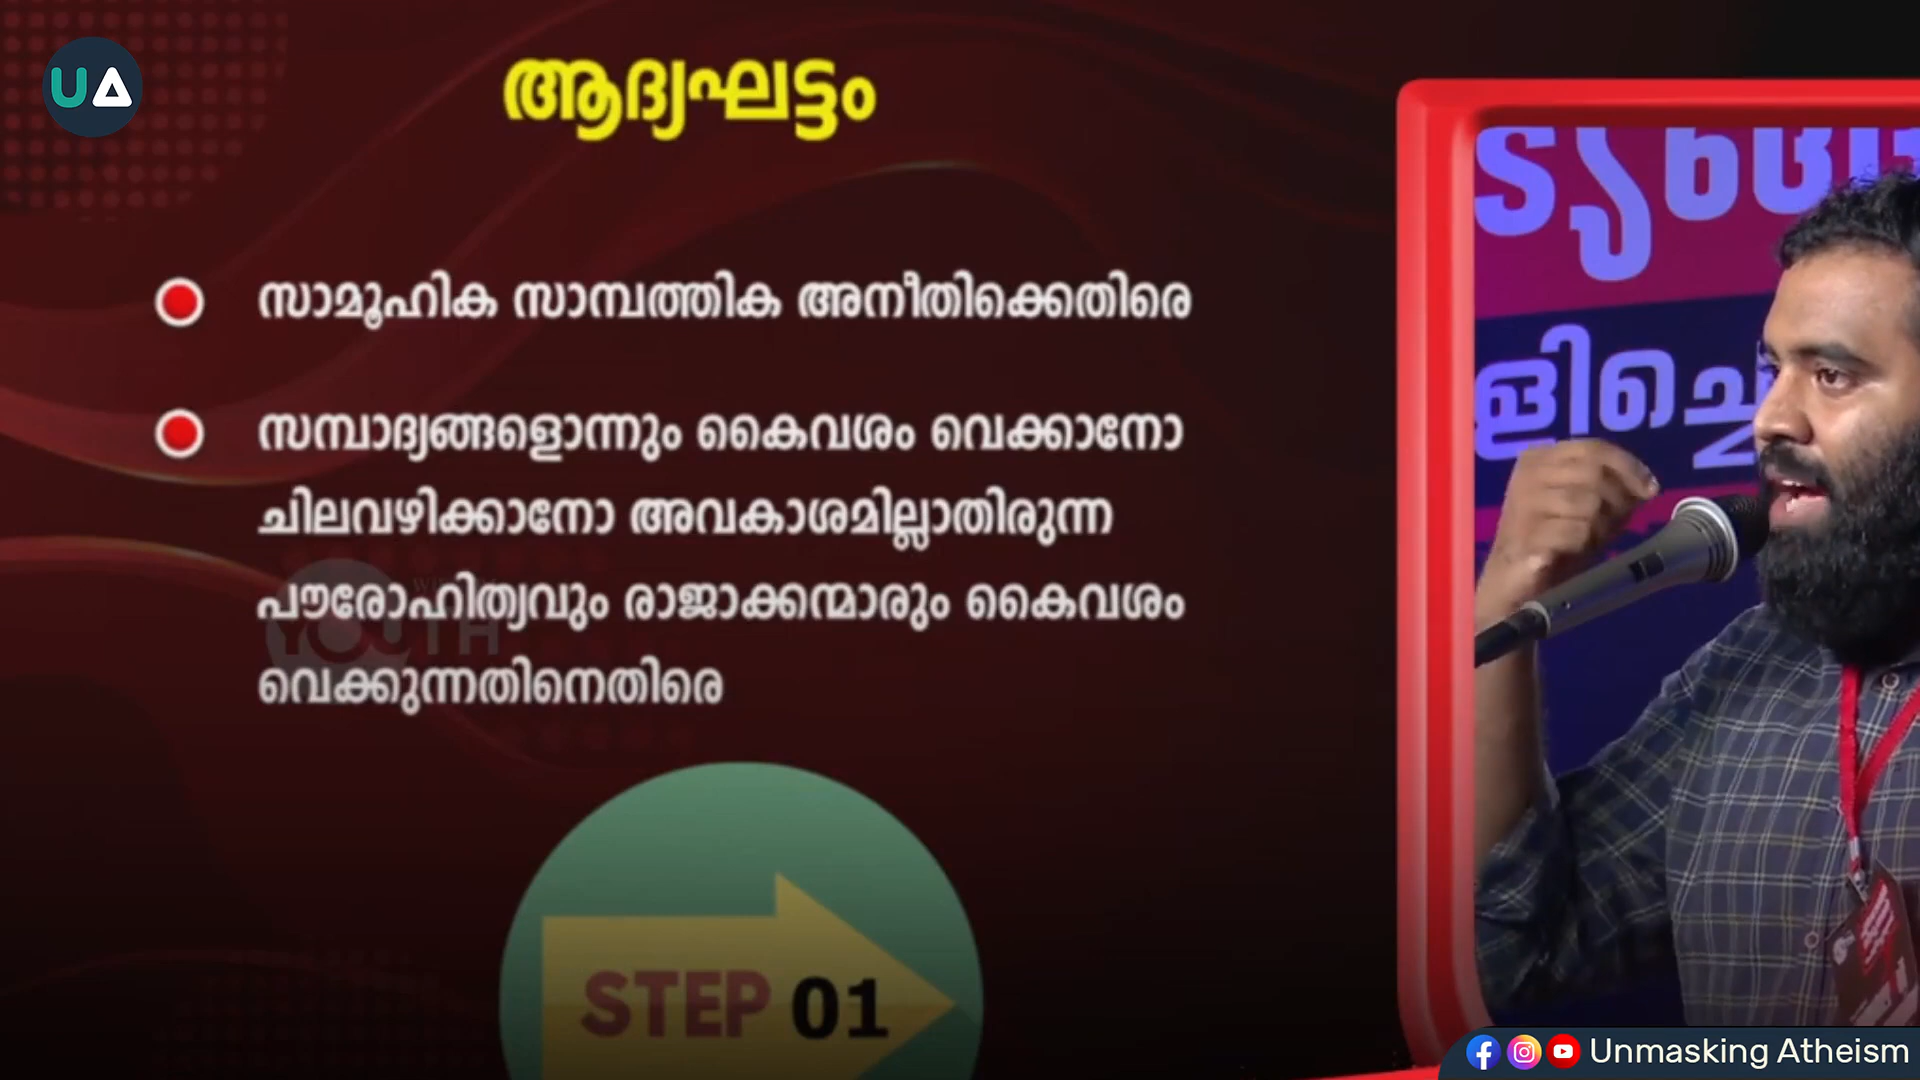 UA
ആദ്യഘട്ടം
സാമൂഹിക സാമ്പത്തിക അനീതിക്കെതിരെ
സമ്പാദ്യങ്ങളൊന്നും കൈവശം വെക്കാനോ
ചിലവഴിക്കാനോ അവകാശമില്ലാതിരുന്ന
പൗരോഹിത്യവും രാജാക്കന്മാരും കൈവശം
വെക്കുന്നതിനെതിരെ
YOUTH
STEP 01
ളിച്ചെ
Unmasking Atheism